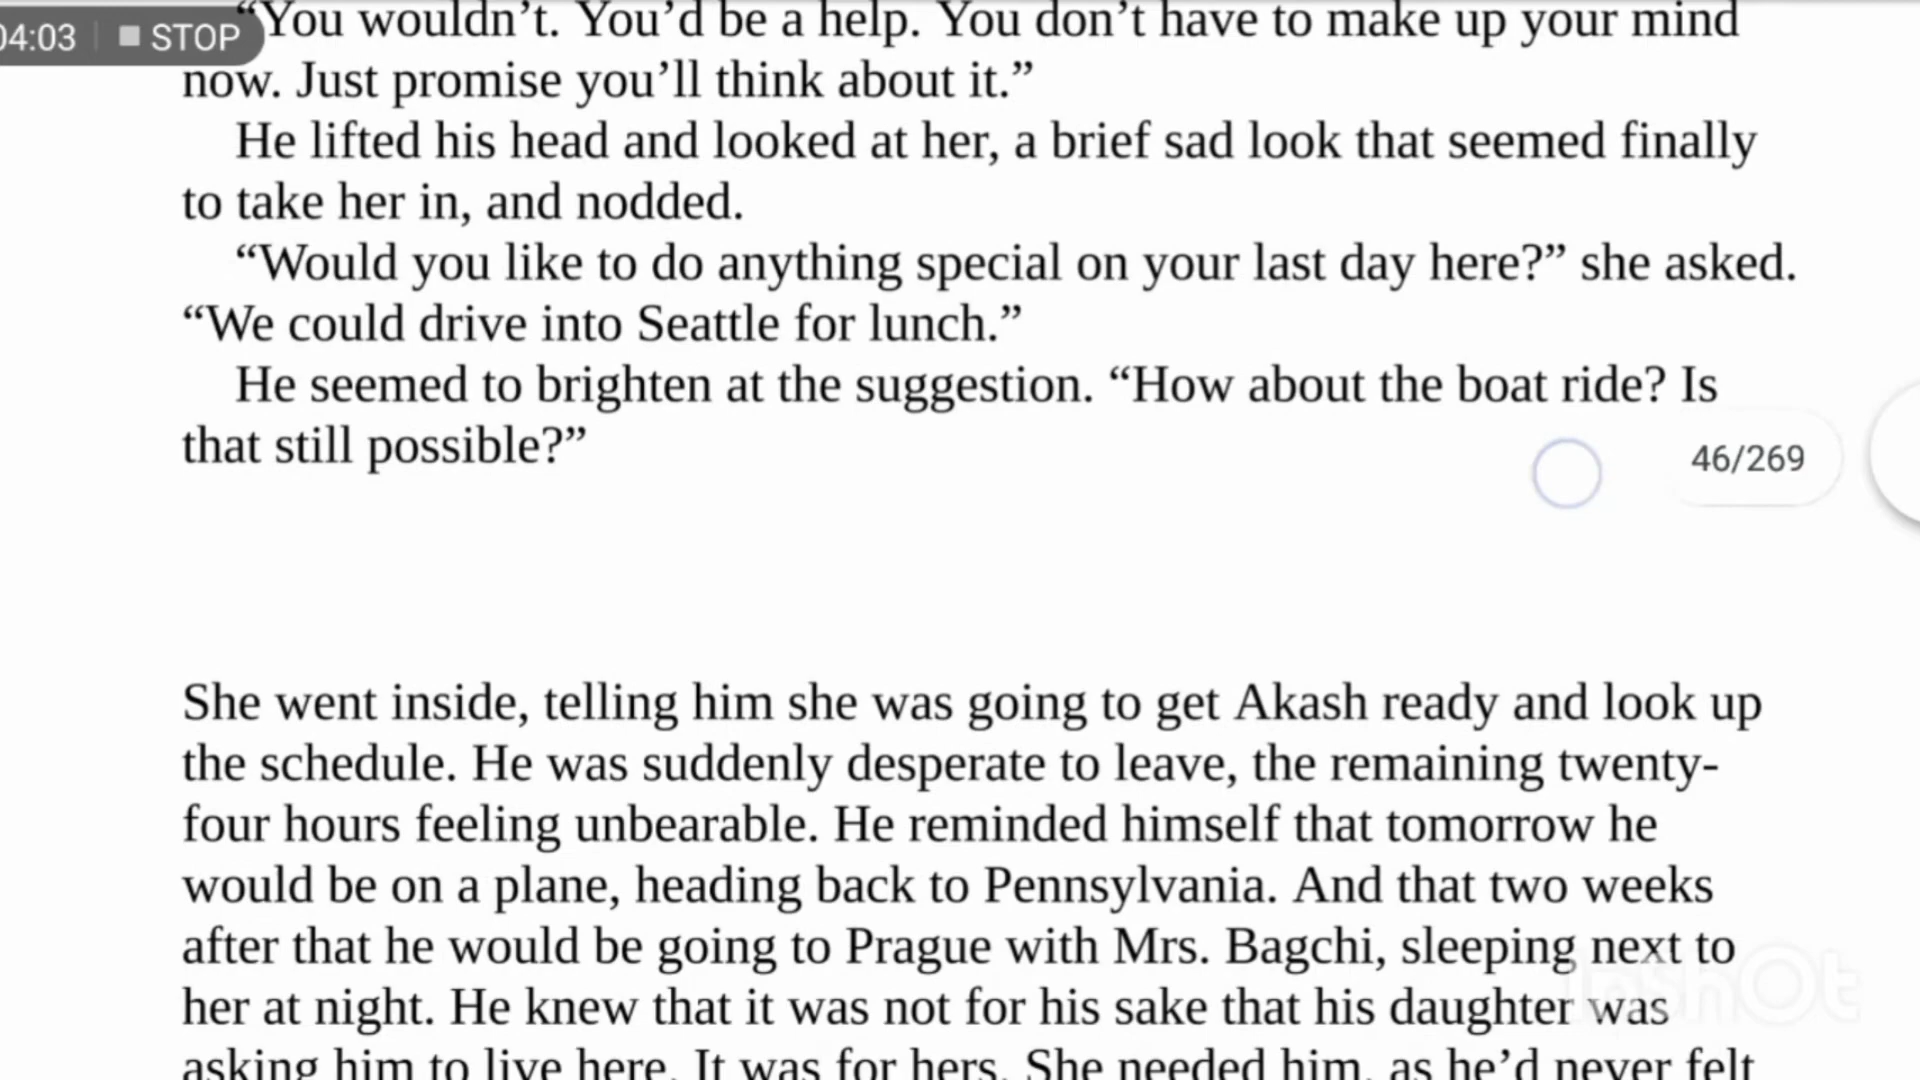 04:03 STOP
“You wouldn’t. You’d be a help. You don’t have to make up your mind
now. Just promise you’ll think about it.”
He lifted his head and looked at her, a brief sad look that seemed finally
to take her in, and nodded.
“Would you like to do anything special on your last day here?” she asked.
“We could drive into Seattle for lunch.”
He seemed to brighten at the suggestion. “How about the boat ride? Is
that still possible?”
46/269
She went inside, telling him she was going to get Akash ready and look up
the schedule. He was suddenly desperate to leave, the remaining twenty-
four hours feeling unbearable. He reminded himself that tomorrow he
would be on a plane, heading back to Pennsylvania. And that two weeks
after that he would be going to Prague with Mrs. Bagchi, sleeping next to
her at night. He knew that it was not for his sake that his daughter was
asking him to live here. It was for hers. She needed him, as he’d never felt
InShOt